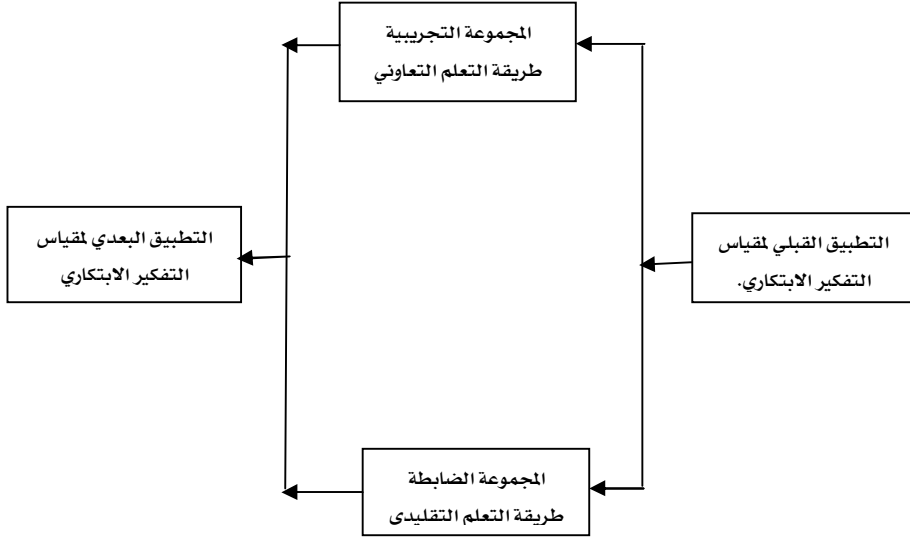 المجموعة التجريبية
طريقة التعلم التعاوني
التطبيق القبلي لمقياس
التفكير الابتكاري.
التطبيق البعدي لمقياس
التفكير الابتكاري
المجموعة الضابطة
طريقة التعلم التقليدى